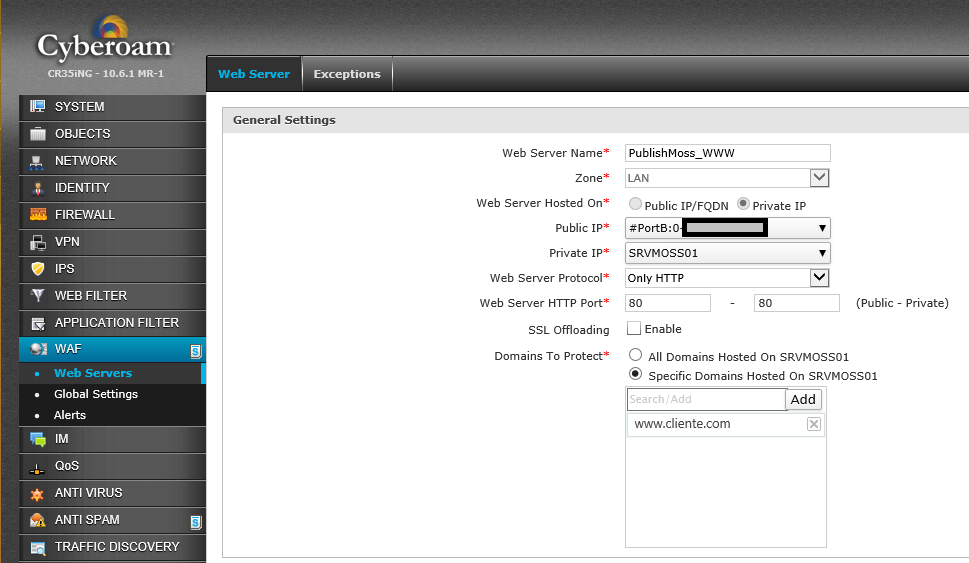 Cyberoam
CR35iNG - 10.6.1 MR-1
SYSTEM
OBJECTS
NETWORK
IDENTITY
FIREWALL
VPN
IPS
WEB FILTER
APPLICATION FILTER
WAF
Web Servers
Global Settings
Alerts
IM
QoS
ANTI VIRUS
ANTI SPAM
TRAFFIC DISCOVERY
Web Server Exceptions
General Settings
Web Server Name* PublishMoss_WWW
Zone* LAN
Web Server Hosted On* Public IP/FQDN Private IP
Public IP* #PortB:0-
Private IP* SRVMOSS01
Web Server Protocol* Only HTTP
Web Server HTTP Port* 80 - 80 (Public - Private)
SSL Offloading Enable
Domains To Protect* All Domains Hosted On SRVMOSS01
Specific Domains Hosted On SRVMOSS01
Search/Add Add
www.cliente.com